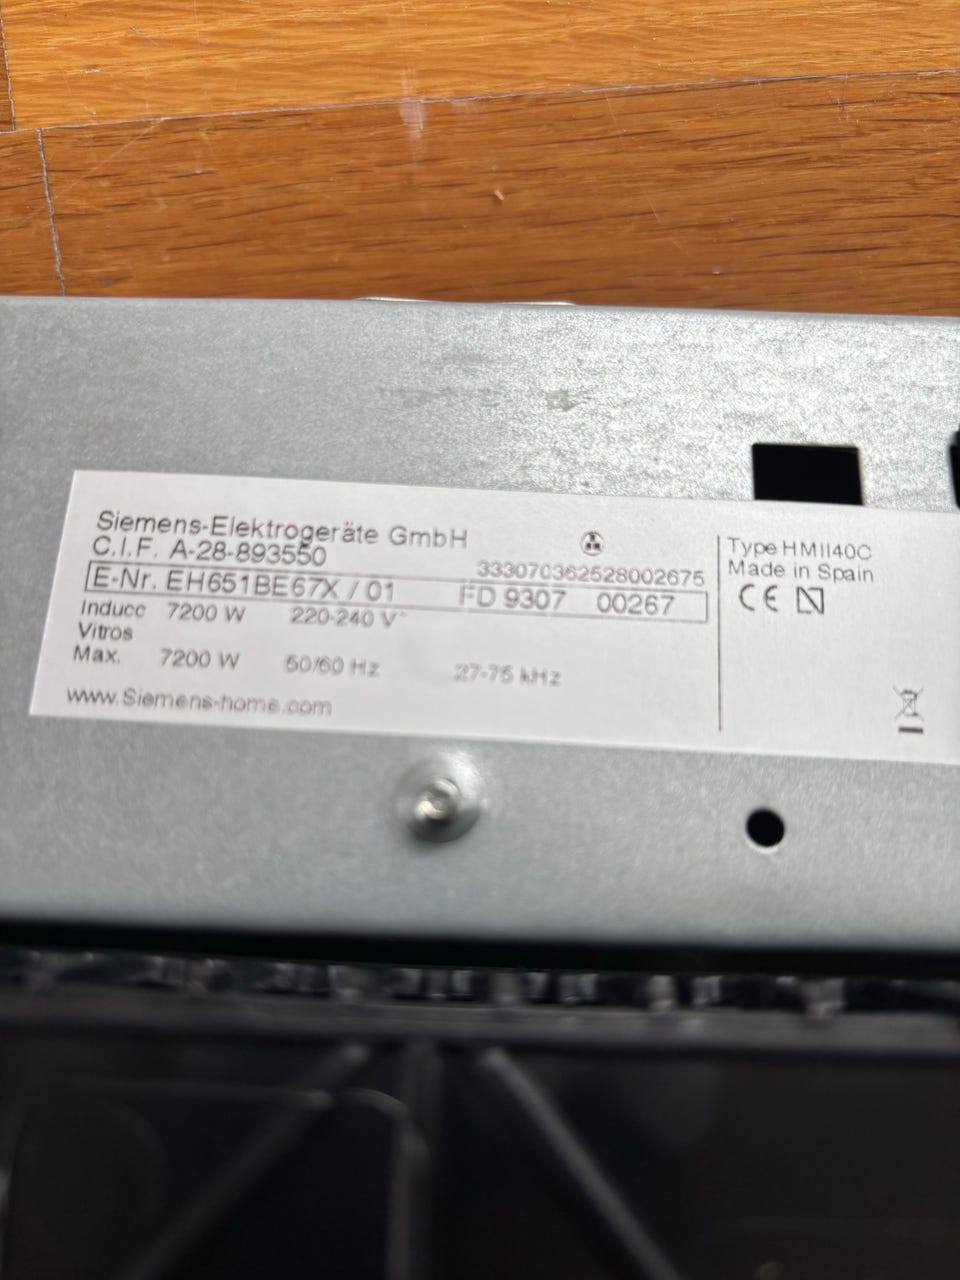 Siemens-Elektrogeräte GmbH
C.I.F. A-28-893550
333070362528002675
E-Nr. EH651BE67X / 01 FD 9307 00267
Inducc 7200 W 220-240 V~
Vitros
Max. 7200 W 50/60 Hz 27-75 kHz
www.Siemens-home.com
Type HMII40C
Made in Spain
CE N